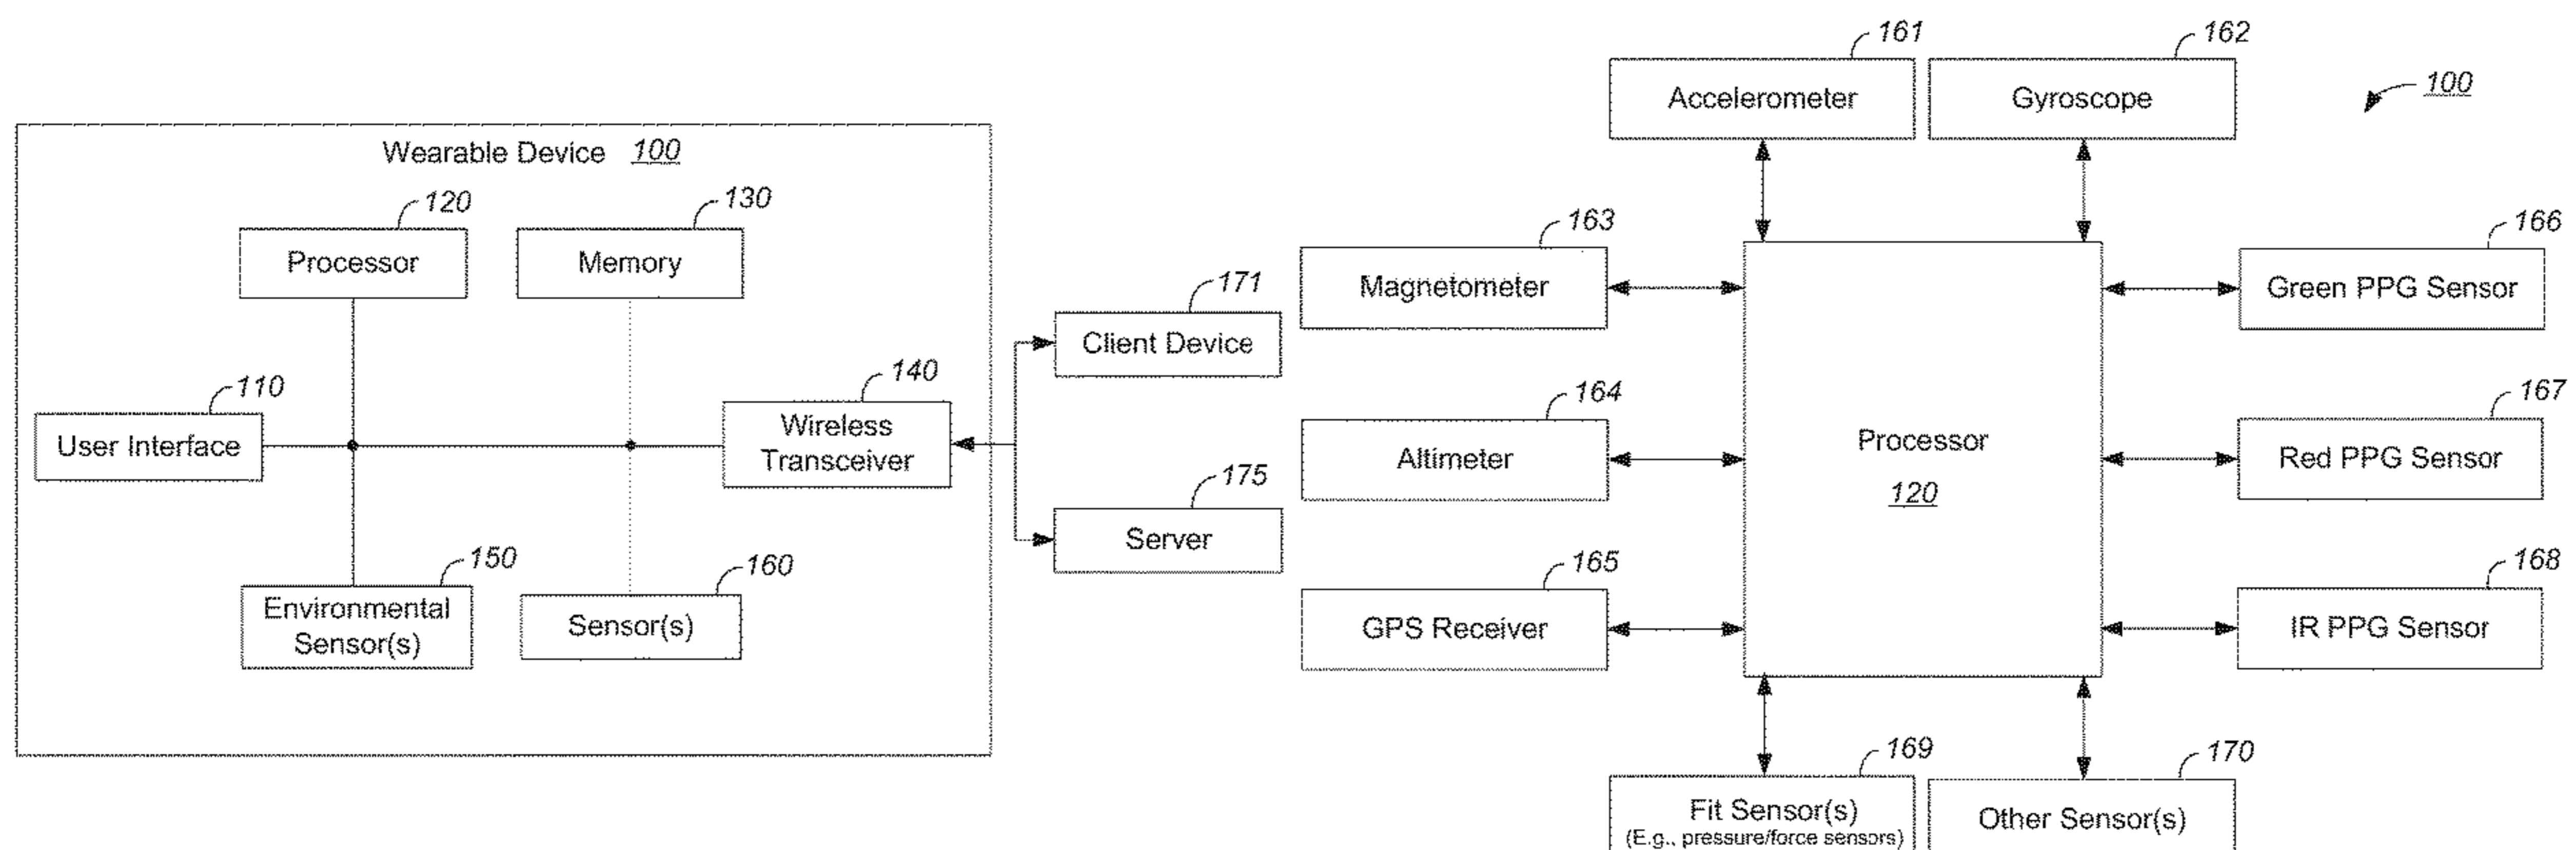 Wearable Device 100
120
Processor
130
Memory
110
User Interface
140
Wireless
Transceiver
150
Environmental
Sensor(s)
160
Sensor(s)
171
Client Device
175
Server
161
Accelerometer
162
Gyroscope
100
163
Magnetometer
164
Altimeter
165
GPS Receiver
Processor
120
166
Green PPG Sensor
167
Red PPG Sensor
168
IR PPG Sensor
169
Fit Sensor(s)
(E.g., pressure/force sensors)
170
Other Sensor(s)